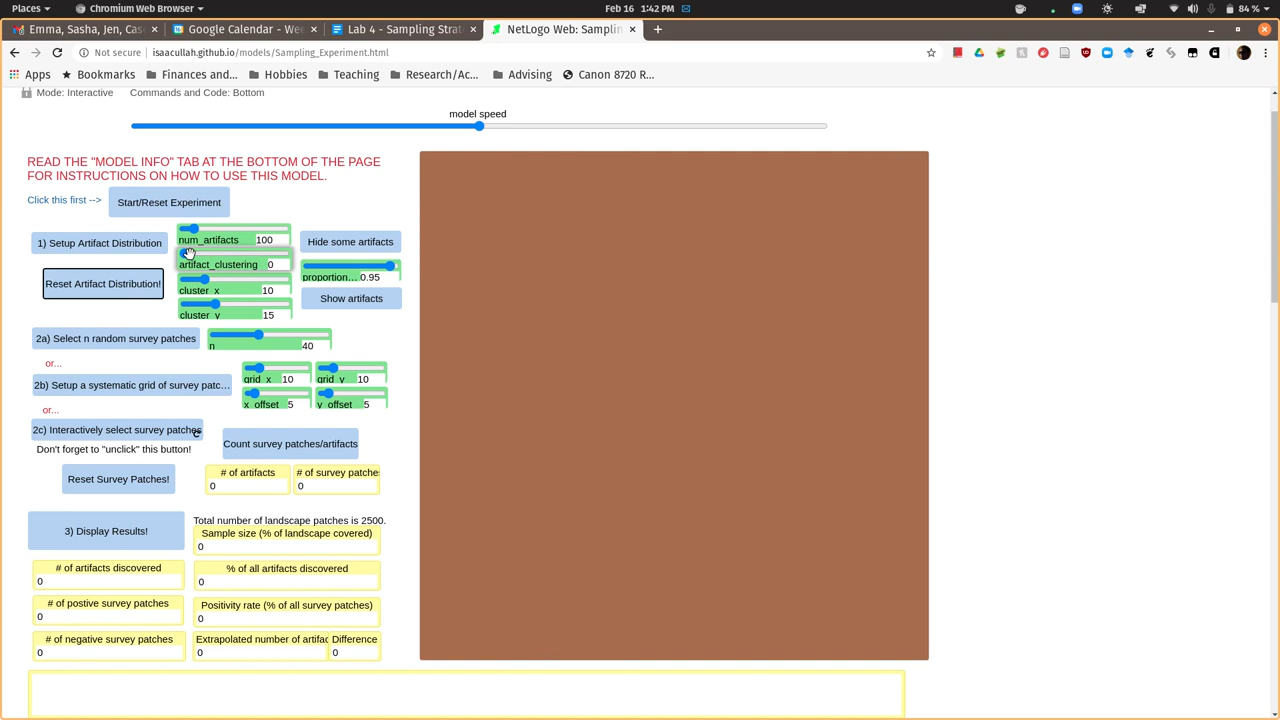 Places
Chromium Web Browser
Feb 16 1:42 PM
84 %
Emma, Sasha, Jen, Cas
Google Calendar - We
Lab 4 - Sampling Strat
NetLogo Web: Samplin
Not secure
isaacullah.github.io/models/Sampling_Experiment.html
Apps
Bookmarks
Finances and...
Hobbies
Teaching
Research/Ac...
Advising
Canon 8720 R...
Mode: Interactive
Commands and Code: Bottom
model speed
READ THE "MODEL INFO" TAB AT THE BOTTOM OF THE PAGE
FOR INSTRUCTIONS ON HOW TO USE THIS MODEL.
Click this first -->
Start/Reset Experiment
1) Setup Artifact Distribution
num_artifacts 100
Hide some artifacts
artifact_clustering 0
Reset Artifact Distribution!
proportion... 0.95
cluster_x 10
Show artifacts
cluster_y 15
2a) Select n random survey patches
n 40
or...
2b) Setup a systematic grid of survey patc...
grid_x 10
grid_y 10
x_offset 5
y_offset 5
or...
2c) Interactively select survey patches
Don't forget to "unclick" this button!
Count survey patches/artifacts
Reset Survey Patches!
# of artifacts
0
# of survey patches
0
3) Display Results!
Total number of landscape patches is 2500.
Sample size (% of landscape covered)
0
# of artifacts discovered
0
% of all artifacts discovered
0
# of postive survey patches
0
Positivity rate (% of all survey patches)
0
# of negative survey patches
0
Extrapolated number of artifac
0
Difference
0